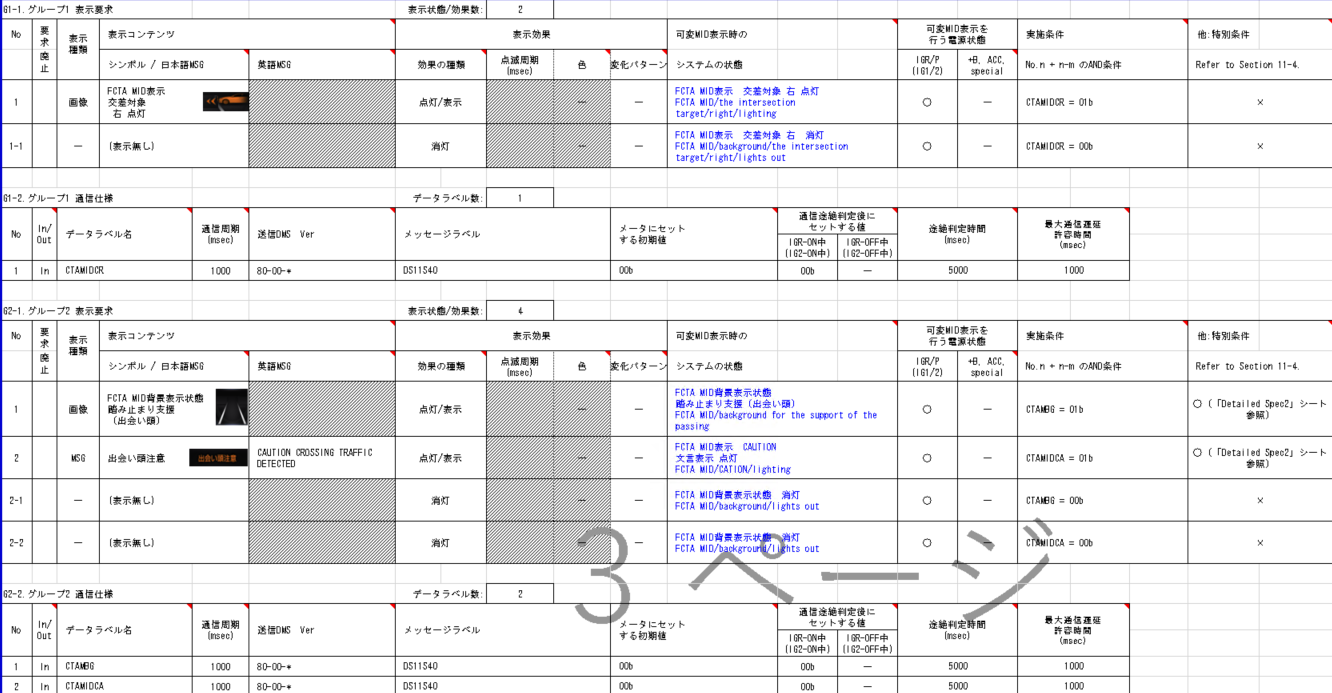 G1-1. グループ1 表示要求 表示状態/効果数: 2
No 要求廃止 表示種類 表示コンテンツ 表示効果 可変MID表示時の 可変MID表示を行う電源状態 実施条件 他:特別条件
シンボル / 日本語MSG 英語MSG 効果の種類 点滅周期(msec) 色 変化パターン システムの状態 IGR/P(IG1/2) +B, ACC, special No.n + n-m のAND条件 Refer to Section 11-4.
1 画像 FCTA MID表示 点灯/表示 ― ― FCTA MID表示 交差対象 右 点灯 ○ ― CTAMIDCR = 01b ×
交差対象 FCTA MID/the intersection
右 点灯 target/right/lighting
1-1 ― (表示無し) 消灯 ― ― FCTA MID表示 交差対象 右 消灯 ○ ― CTAMIDCR = 00b ×
FCTA MID/background/the intersection
target/right/lights out
G1-2. グループ1 通信仕様 データラベル数: 1
No In/Out データラベル名 通信周期(msec) 送信DMS Ver メッセージラベル メータにセットする初期値 通信途絶判定後にセットする値 途絶判定時間(msec) 最大通信遅延許容時間(msec)
IGR-ON中(IG2-ON中) IGR-OFF中(IG2-OFF中)
1 In CTAMIDCR 1000 80-00-* DS11S40 00b 00b ― 5000 1000
G2-1. グループ2 表示要求 表示状態/効果数: 4
No 要求廃止 表示種類 表示コンテンツ 表示効果 可変MID表示時の 可変MID表示を行う電源状態 実施条件 他:特別条件
シンボル / 日本語MSG 英語MSG 効果の種類 点滅周期(msec) 色 変化パターン システムの状態 IGR/P(IG1/2) +B, ACC, special No.n + n-m のAND条件 Refer to Section 11-4.
1 画像 FCTA MID背景表示状態 点灯/表示 ― ― FCTA MID背景表示状態 ○ ― CTAMBG = 01b ○ (「Detailed Spec2」シート参照)
踏み止まり支援 踏み止まり支援 (出会い頭)
(出会い頭) FCTA MID/background for the support of the
passing
2 MSG 出会い頭注意 出会い頭注意 CAUTION CROSSING TRAFFIC DETECTED 点灯/表示 ― ― FCTA MID表示 CAUTION ○ ― CTAMIDCA = 01b ○ (「Detailed Spec2」シート参照)
文言表示 点灯
FCTA MID/CATION/lighting
2-1 ― (表示無し) 消灯 ― ― FCTA MID背景表示状態 消灯 ○ ― CTAMBG = 00b ×
FCTA MID/background/lights out
2-2 ― (表示無し) 消灯 ― ― FCTA MID背景表示状態 消灯 ○ ― CTAMIDCA = 00b ×
FCTA MID/background/lights out
3 ページ
G2-2. グループ2 通信仕様 データラベル数: 2
No In/Out データラベル名 通信周期(msec) 送信DMS Ver メッセージラベル メータにセットする初期値 通信途絶判定後にセットする値 途絶判定時間(msec) 最大通信遅延許容時間(msec)
IGR-ON中(IG2-ON中) IGR-OFF中(IG2-OFF中)
1 In CTAMBG 1000 80-00-* DS11S40 00b 00b ― 5000 1000
2 In CTAMIDCA 1000 80-00-* DS11S40 00b 00b ― 5000 1000